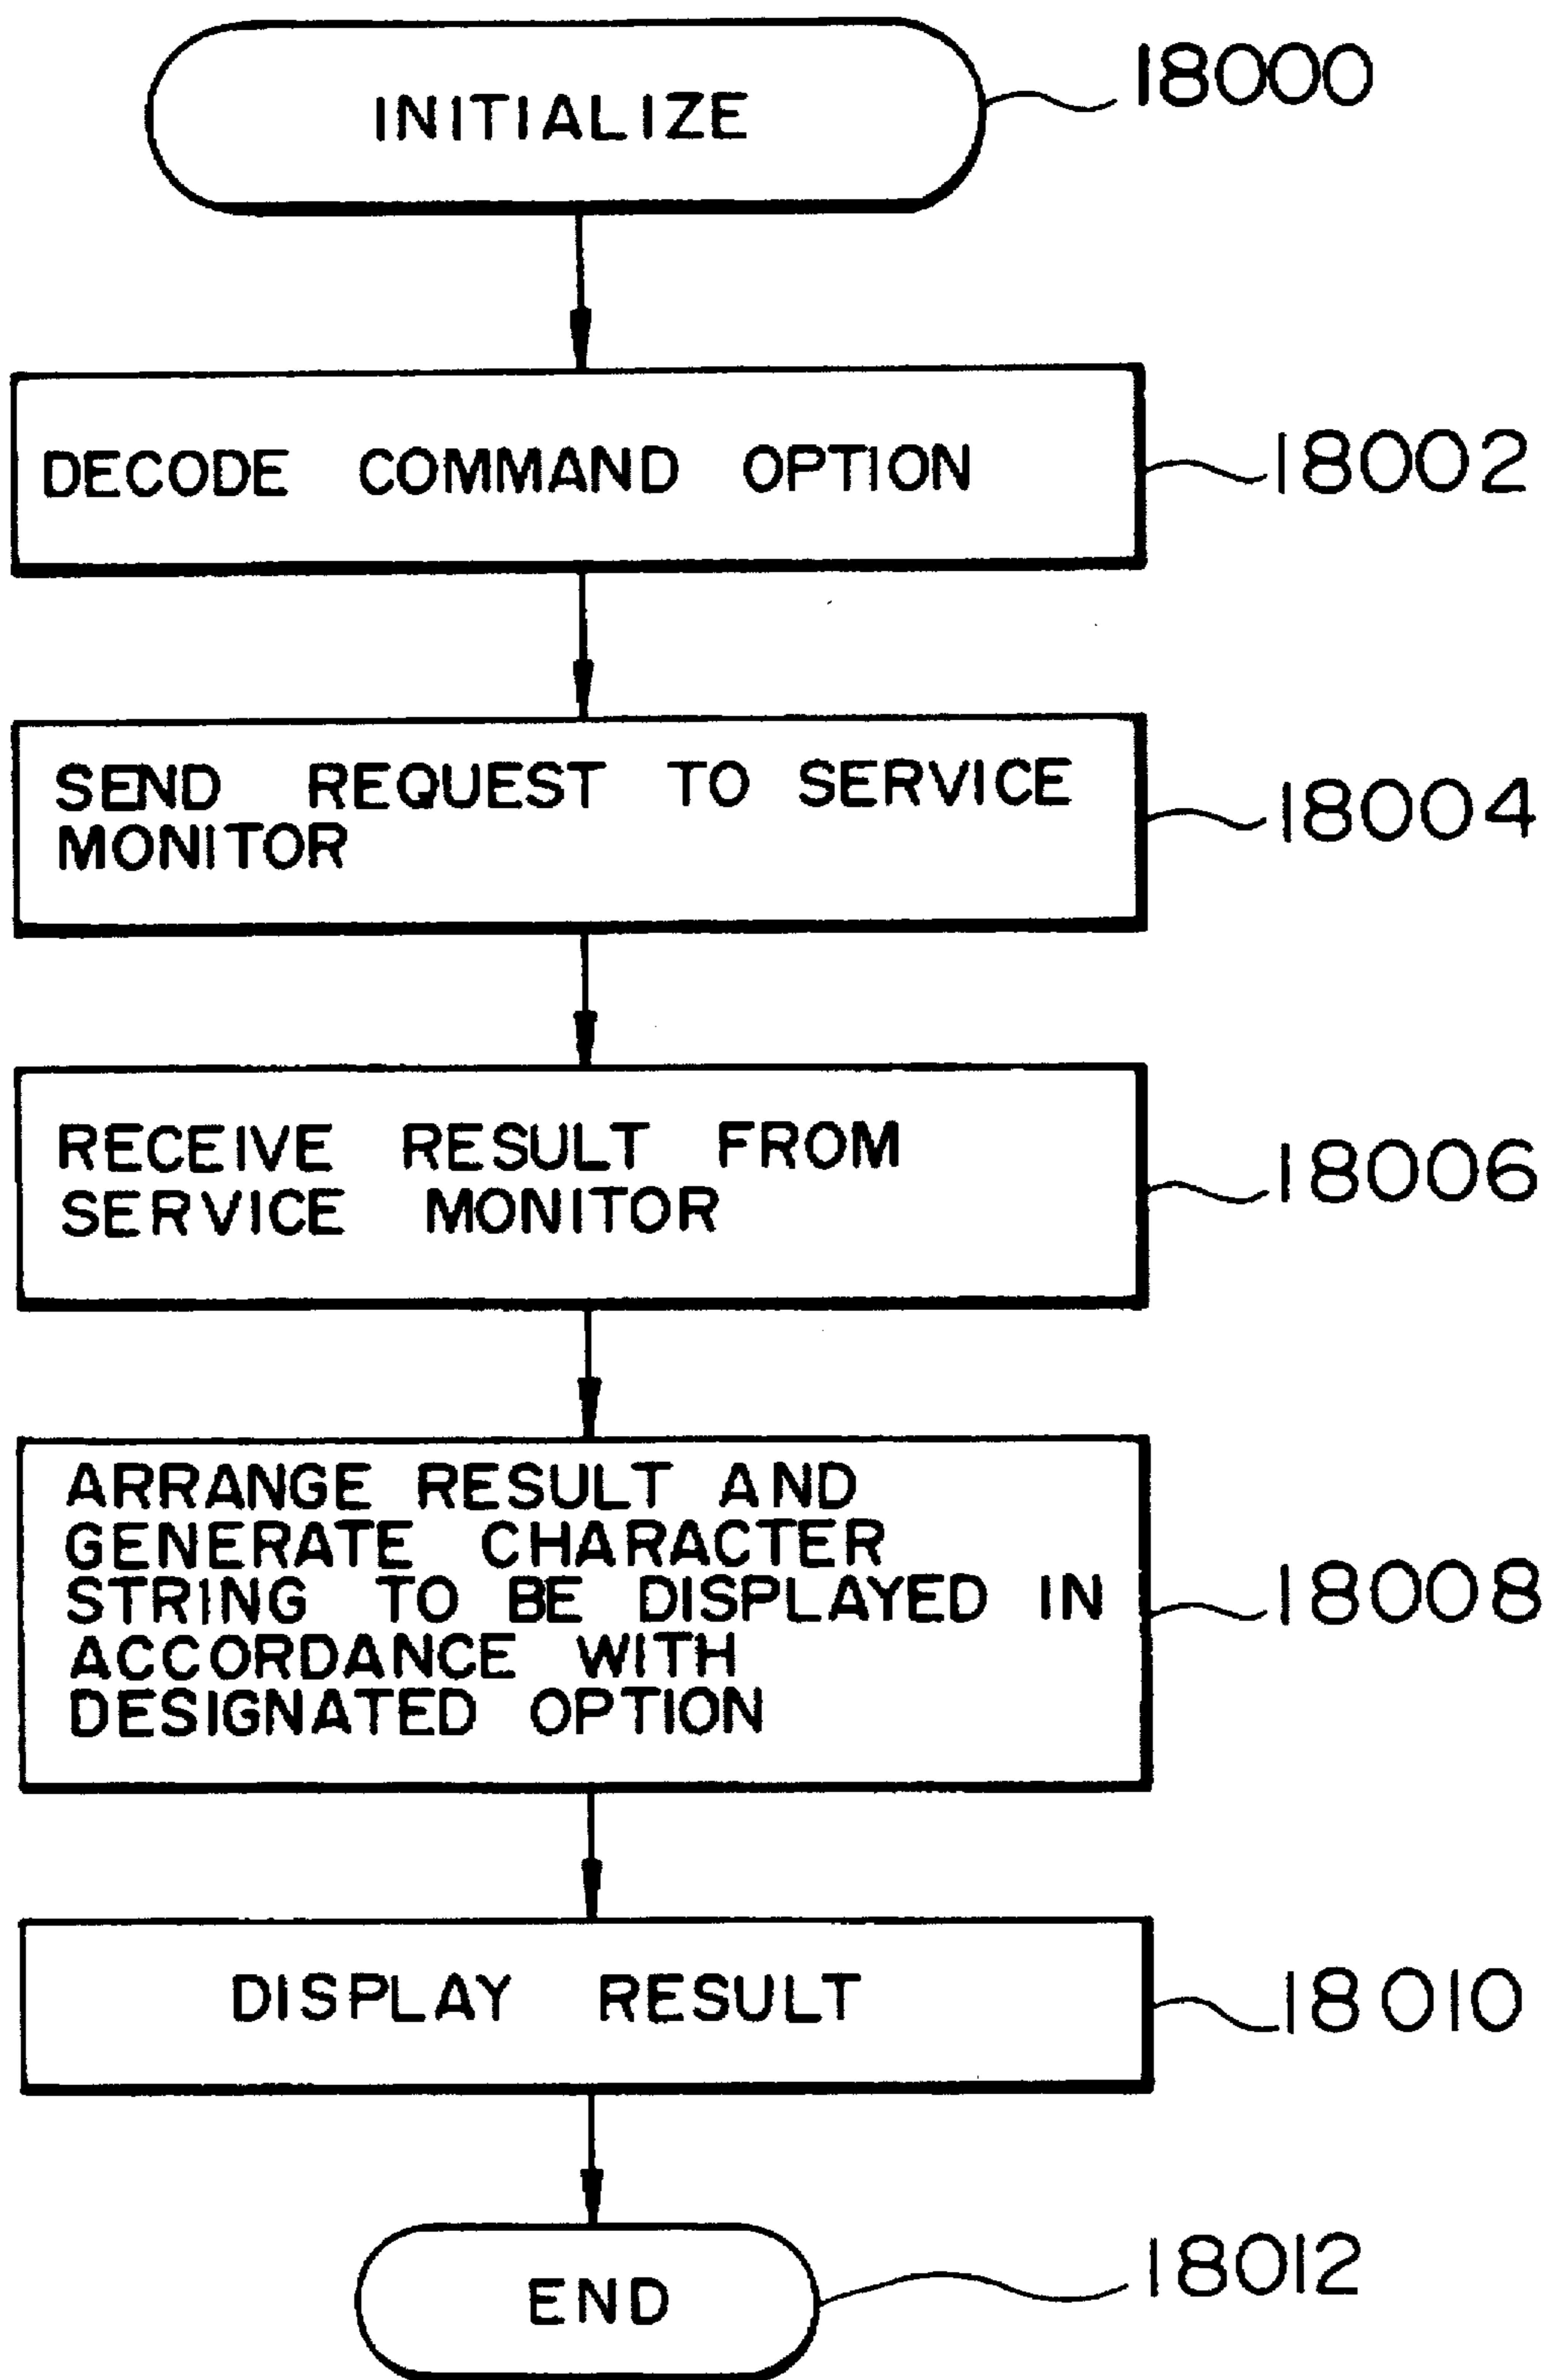 INITIALIZE
18000
DECODE COMMAND OPTION
18002
SEND REQUEST TO SERVICE
MONITOR
18004
RECEIVE RESULT FROM
SERVICE MONITOR
18006
ARRANGE RESULT AND
GENERATE CHARACTER
STRING TO BE DISPLAYED IN
ACCORDANCE WITH
DESIGNATED OPTION
18008
DISPLAY RESULT
18010
END
18012